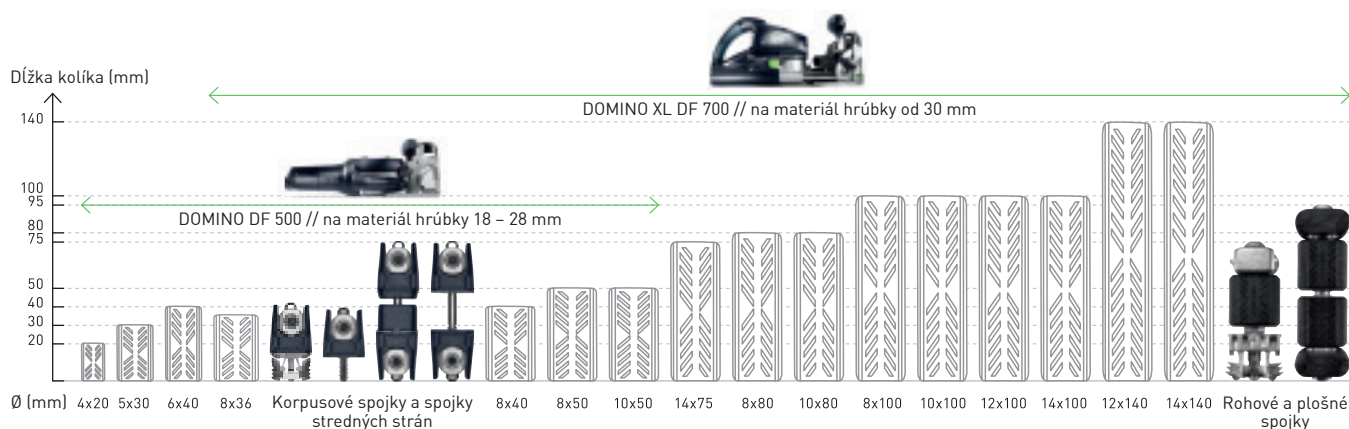 Dĺžka kolíka (mm)
DOMINO XL DF 700 // na materiál hrúbky od 30 mm
140
DOMINO DF 500 // na materiál hrúbky 18 – 28 mm
100
95
80
75
50
40
30
20
Ø (mm) 4x20 5x30 6x40 8x36 Korpusové spojky a spojky 8x40 8x50 10x50 14x75 8x80 10x80 8x100 10x100 12x100 14x100 12x140 14x140 Rohové a plošné
stredných strán spojky